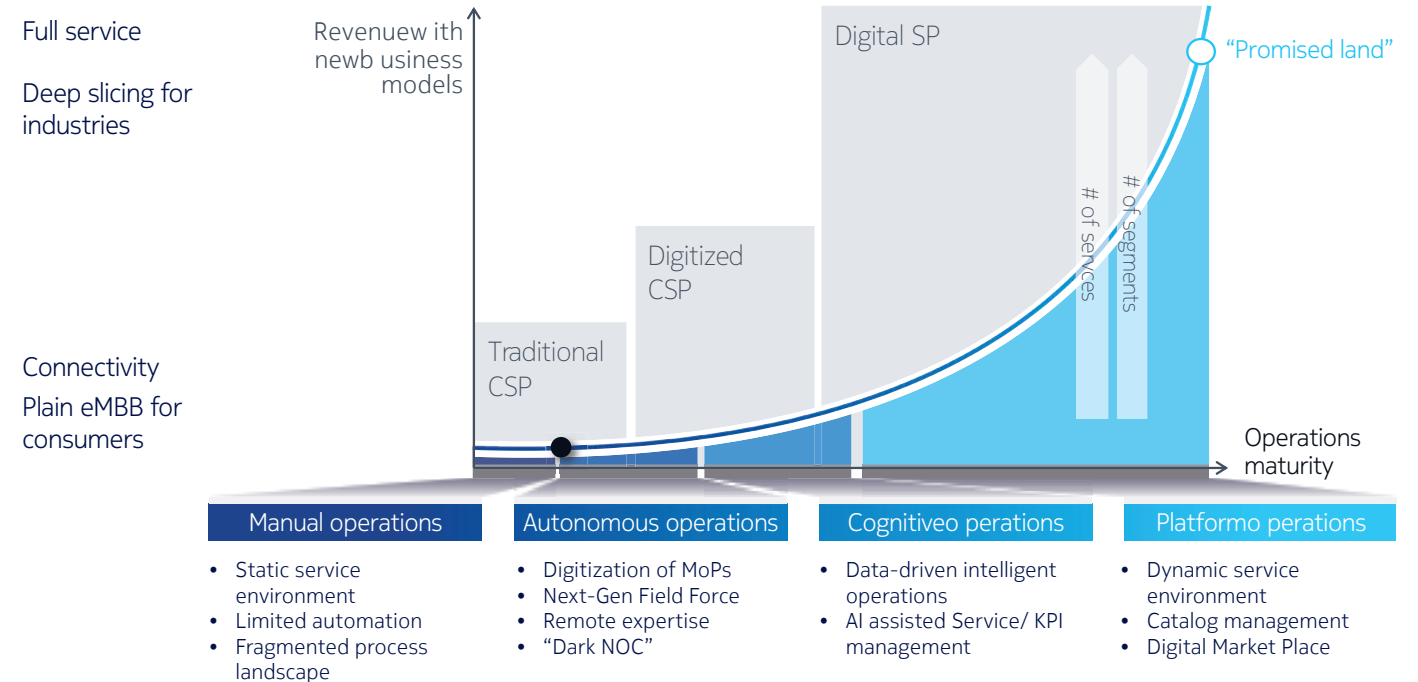 Full service
Deep slicing for
industries
Connectivity
Plain eMBB for
consumers
Revenuew ith
newb usiness
models
Traditional
CSP
Digitized
CSP
Digital SP
# of servces
# of segments
“Promised land”
Operations
maturity
Manual operations
• Static service
environment
• Limited automation
• Fragmented process
landscape
Autonomous operations
• Digitization of MoPs
• Next-Gen Field Force
• Remote expertise
• “Dark NOC”
Cognitiveo perations
• Data-driven intelligent
operations
• AI assisted Service/ KPI
management
Platformo perations
• Dynamic service
environment
• Catalog management
• Digital Market Place